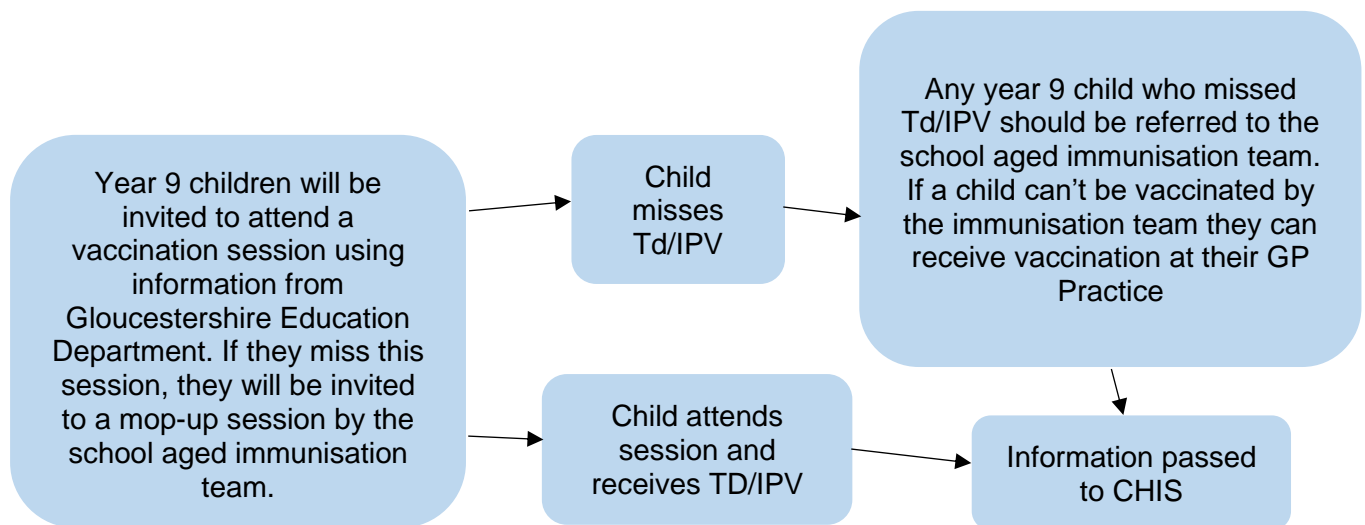 Year 9 children will be
invited to attend a
vaccination session using
information from
Gloucestershire Education
Department. If they miss this
session, they will be invited
to a mop-up session by the
school aged immunisation
team.
Child
misses
Td/IPV
Any year 9 child who missed
Td/IPV should be referred to the
school aged immunisation team.
If a child can’t be vaccinated by
the immunisation team they can
receive vaccination at their GP
Practice
Child attends
session and
receives TD/IPV
Information passed
to CHIS